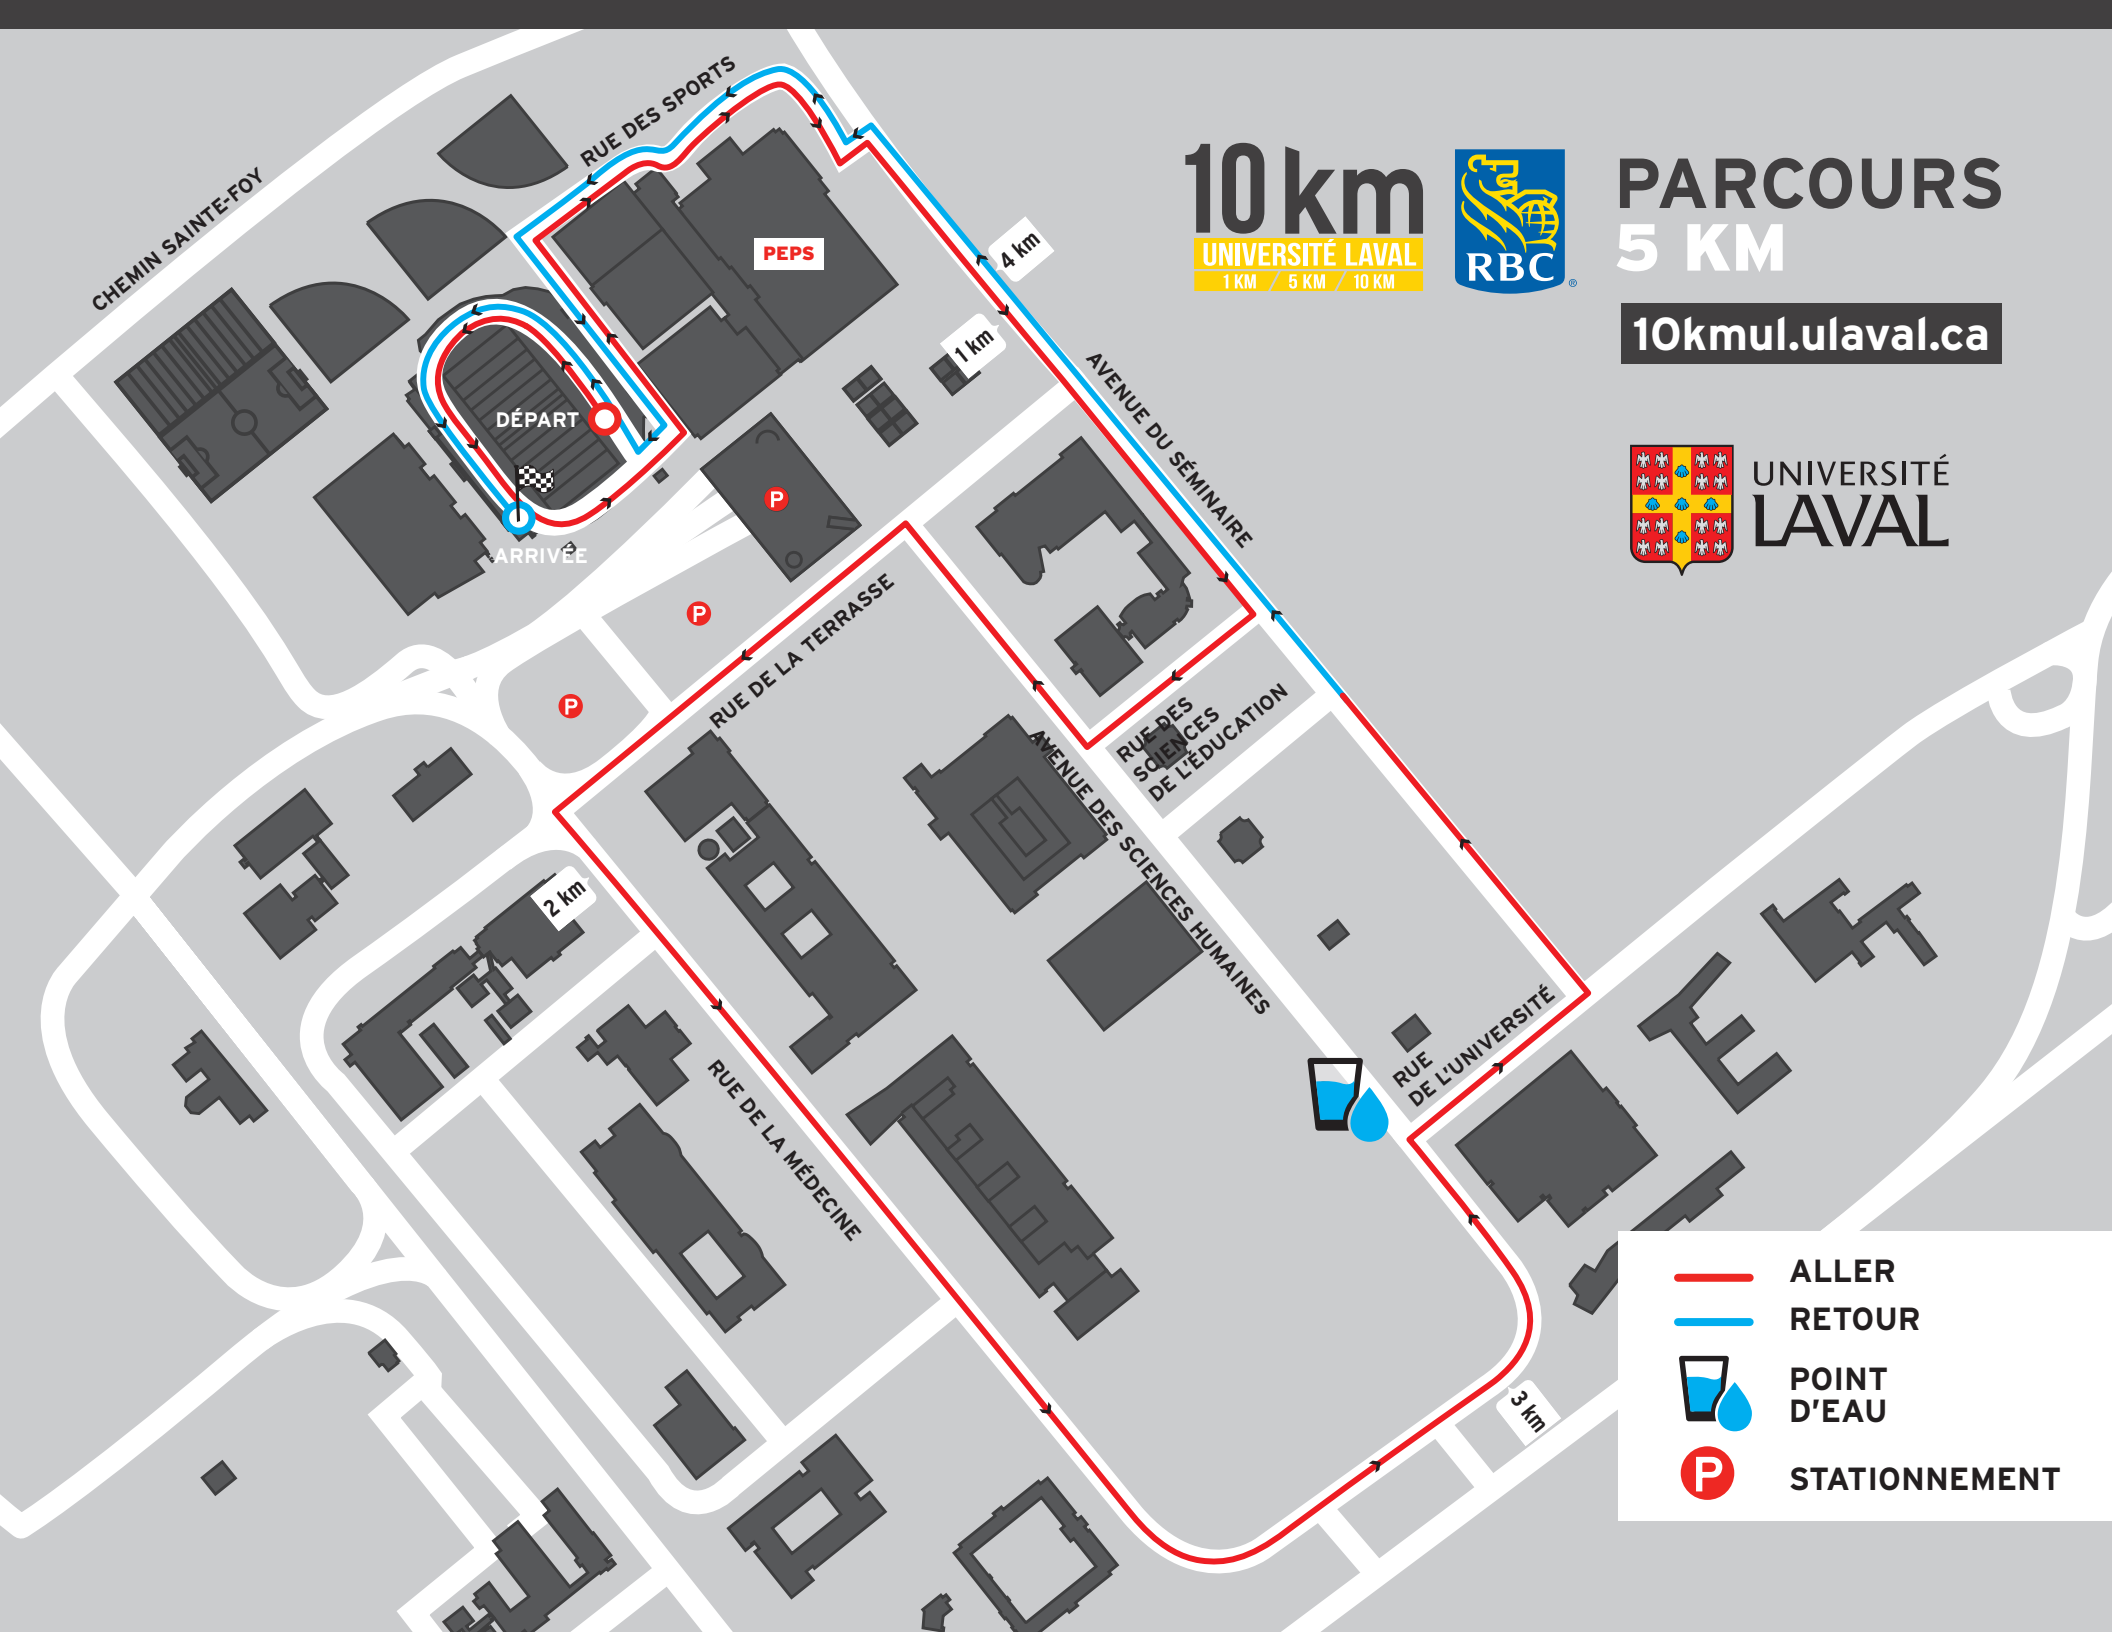 RUE DES SPORTS
CHEMIN SAINTE-FOY
10 km
UNIVERSITÉ LAVAL
1 KM / 5 KM / 10 KM
RBC
®
PARCOURS
5 KM
10kmul.ulaval.ca
UNIVERSITÉ
LAVAL
PEPS
4 km
1 km
AVENUE DU SÉMINAIRE
DÉPART
ARRIVÉE
P
P
P
RUE DE LA TERRASSE
RUE DES
SCIENCES
DE L'ÉDUCATION
AVENUE DES SCIENCES HUMAINES
2 km
RUE DE LA MÉDECINE
RUE
DE L'UNIVERSITÉ
3 km
ALLER
RETOUR
POINT
D'EAU
P
STATIONNEMENT